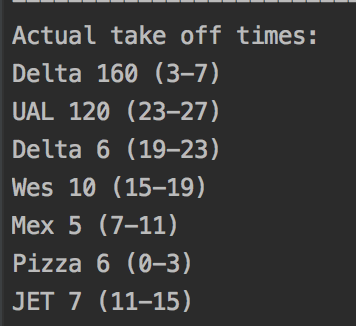 Actual take off times:
Delta 160 (3-7)
UAL 120 (23-27)
Delta 6 (19-23)
Wes 10 (15-19)
Mex 5 (7-11)
Pizza 6 (0-3)
JET 7 (11-15)